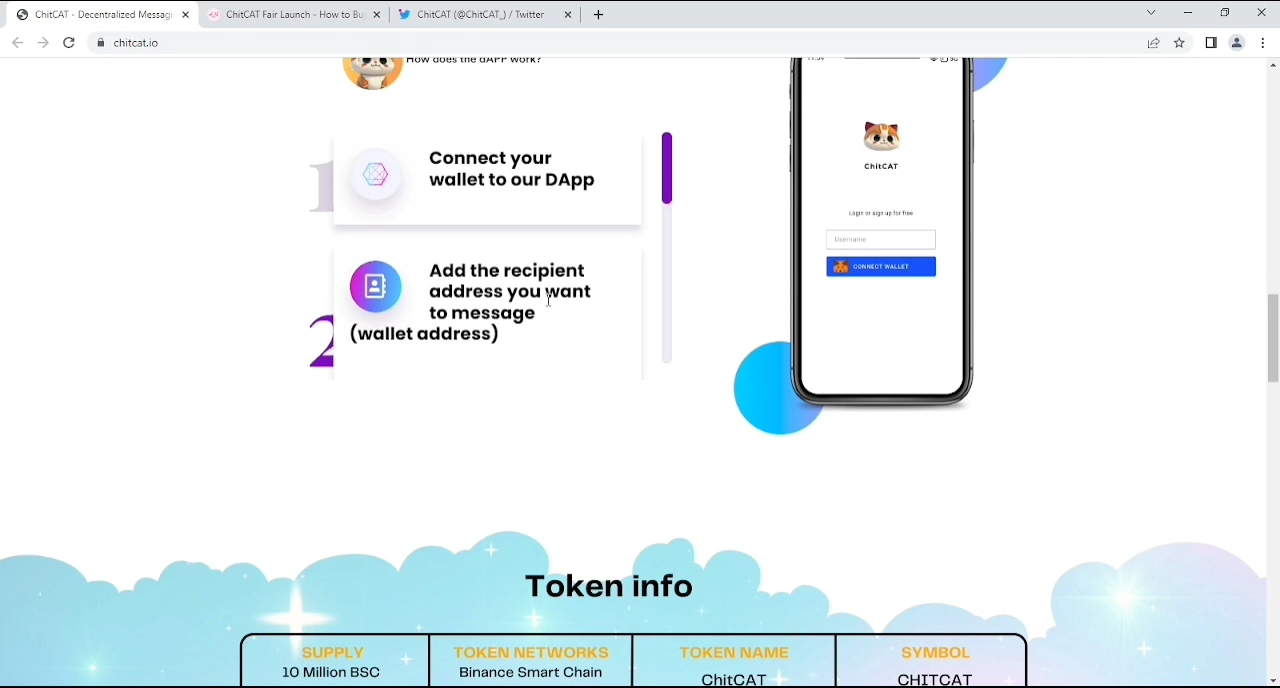 ChitCAT - Decentralized Messag
ChitCAT Fair Launch - How to Bu
ChitCAT (@ChitCAT_) / Twitter
chitcat.io
How does the dAPP work?
1
Connect your
wallet to our DApp
2
Add the recipient
address you want
to message
(wallet address)
ChitCAT
Login or sign up for free
Username
CONNECT WALLET
Token info
SUPPLY
10 Million BSC
TOKEN NETWORKS
Binance Smart Chain
TOKEN NAME
ChitCAT
SYMBOL
CHITCAT